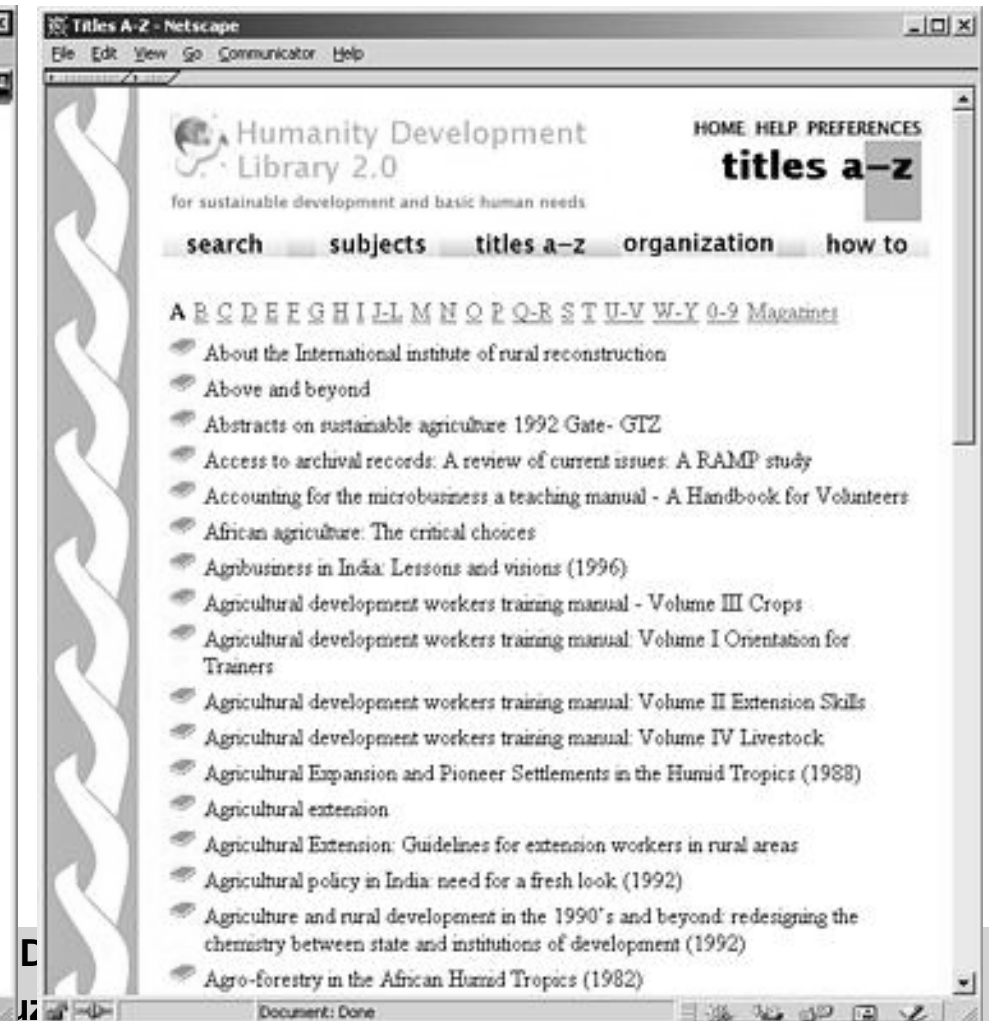 Titles A-Z - Netscape
File Edit View Go Communicator Help
Humanity Development
Library 2.0
for sustainable development and basic human needs
HOME HELP PREFERENCES
titles a–z
search subjects titles a–z organization how to
A B C D E F G H I J-L M N O P Q-R S T U-V W-Y 0-9 Magazines
About the International institute of rural reconstruction
Above and beyond
Abstracts on sustainable agriculture 1992 Gate- GTZ
Access to archival records: A review of current issues: A RAMP study
Accounting for the microbusiness a teaching manual - A Handbook for Volunteers
African agriculture: The critical choices
Agribusiness in India: Lessons and visions (1996)
Agricultural development workers training manual - Volume III Crops
Agricultural development workers training manual: Volume I Orientation for
Trainers
Agricultural development workers training manual: Volume II Extension Skills
Agricultural development workers training manual: Volume IV Livestock
Agricultural Expansion and Pioneer Settlements in the Humid Tropics (1988)
Agricultural extension
Agricultural Extension: Guidelines for extension workers in rural areas
Agricultural policy in India: need for a fresh look (1992)
Agriculture and rural development in the 1990's and beyond: redesigning the
chemistry between state and institutions of development (1992)
Agro-forestry in the African Humid Tropics (1982)
Document: Done